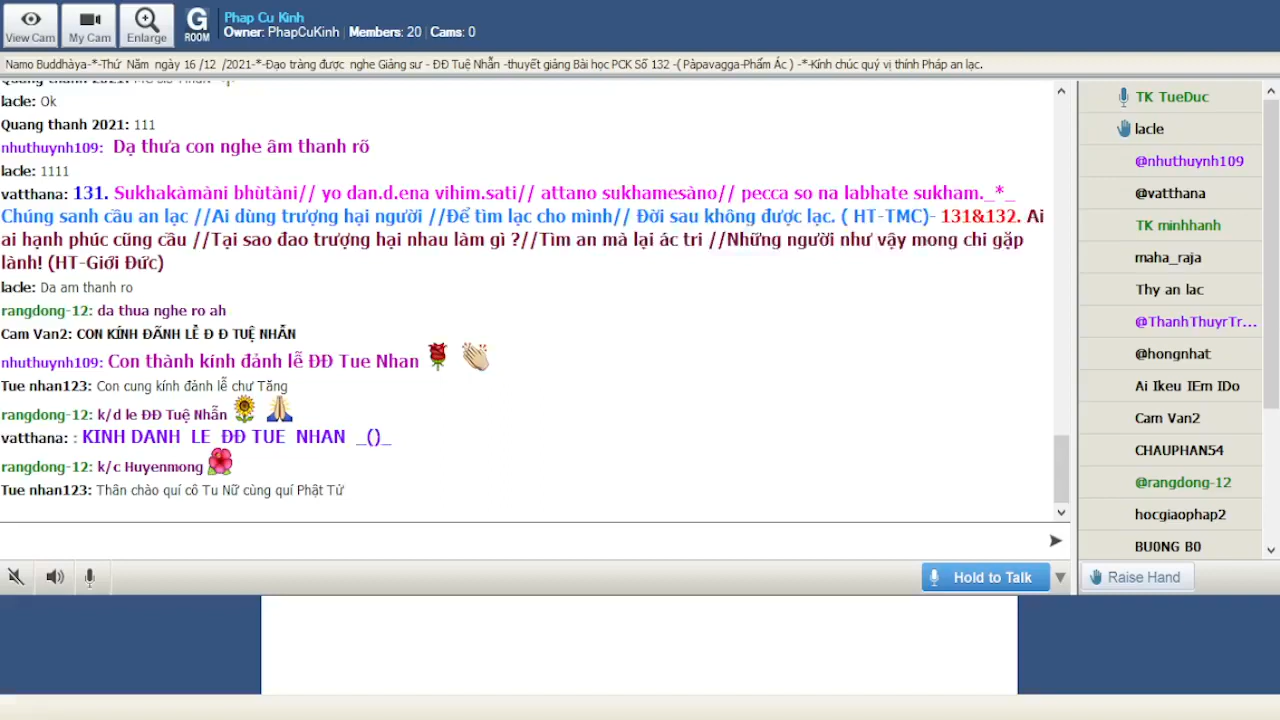 View Cam
My Cam
Enlarge
G
ROOM
Phap Cu Kinh
Owner: PhapCuKinh | Members: 20 | Cams: 0
Namo Buddhàya-*-Thứ Năm ngày 16 /12 /2021-*-Đạo tràng được nghe Giảng sư - ĐĐ Tuệ Nhẫn -thuyết giảng Bài học PCK Số 132 -( Pàpavagga-Phẩm Ác ) -*-Kính chúc quý vị thính Pháp an lạc.
Quang thanh 2021:
lacle: Ok
Quang thanh 2021: 111
nhuthuynh109: Dạ thưa con nghe âm thanh rõ
lacle: 1111
vatthana: 131. Sukhakàmàni bhùtàni// yo dan.d.ena vihim.sati// attano sukhamesàno// pecca so na labhate sukham._*_
Chúng sanh cầu an lạc //Ai dùng trượng hại người //Để tìm lạc cho mình// Đời sau không được lạc. ( HT-TMC)- 131&132. Ai
ai hạnh phúc cũng cầu //Tại sao đao trượng hại nhau làm gì ?//Tìm an mà lại ác tri //Những người như vậy mong chi gặp
lành! (HT-Giới Đức)
lacle: Da am thanh ro
rangdong-12: da thua nghe ro ah
Cam Van2: CON KÍNH ĐÃNH LỄ Đ Đ TUỆ NHẪN
nhuthuynh109: Con thành kính đảnh lễ ĐĐ Tue Nhan
Tue nhan123: Con cung kính đảnh lễ chư Tăng
rangdong-12: k/d le ĐĐ Tuệ Nhẫn
vatthana: : KINH DANH LE ĐĐ TUE NHAN _()_
rangdong-12: k/c Huyenmong
Tue nhan123: Thân chào quí cô Tu Nữ cùng quí Phật Tử
Hold to Talk
TK TueDuc
lacle
@nhuthuynh109
@vatthana
TK minhhanh
maha_raja
Thy an lac
@ThanhThuyrTr...
@hongnhat
Ai Ikeu IEm IDo
Cam Van2
CHAUPHAN54
@rangdong-12
hocgiaophap2
BU0NG B0
Raise Hand